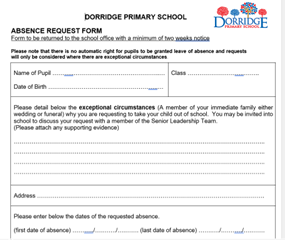 DORRIDGE PRIMARY SCHOOL
DORRIDGE
PRIMARY SCHOOL
ABSENCE REQUEST FORM
Form to be returned to the school office with a minimum of two weeks notice
Please note that there is no automatic right for pupils to be granted leave of absence and requests
will only be considered where there are exceptional circumstances.
Name of Pupil ........................................ Class ..............................
Date of Birth ........................................
Please detail below the exceptional circumstances (A member of your immediate family either
wedding or funeral) why you are requesting to take your child out of school. You may be invited into
school to discuss your request with a member of the Senior Leadership Team.
(Please attach any supporting evidence)
Address ........................................
Please enter below the dates of the requested absence.
(first date of absence) ....../........../.......... (last date of absence) ........./......../..........